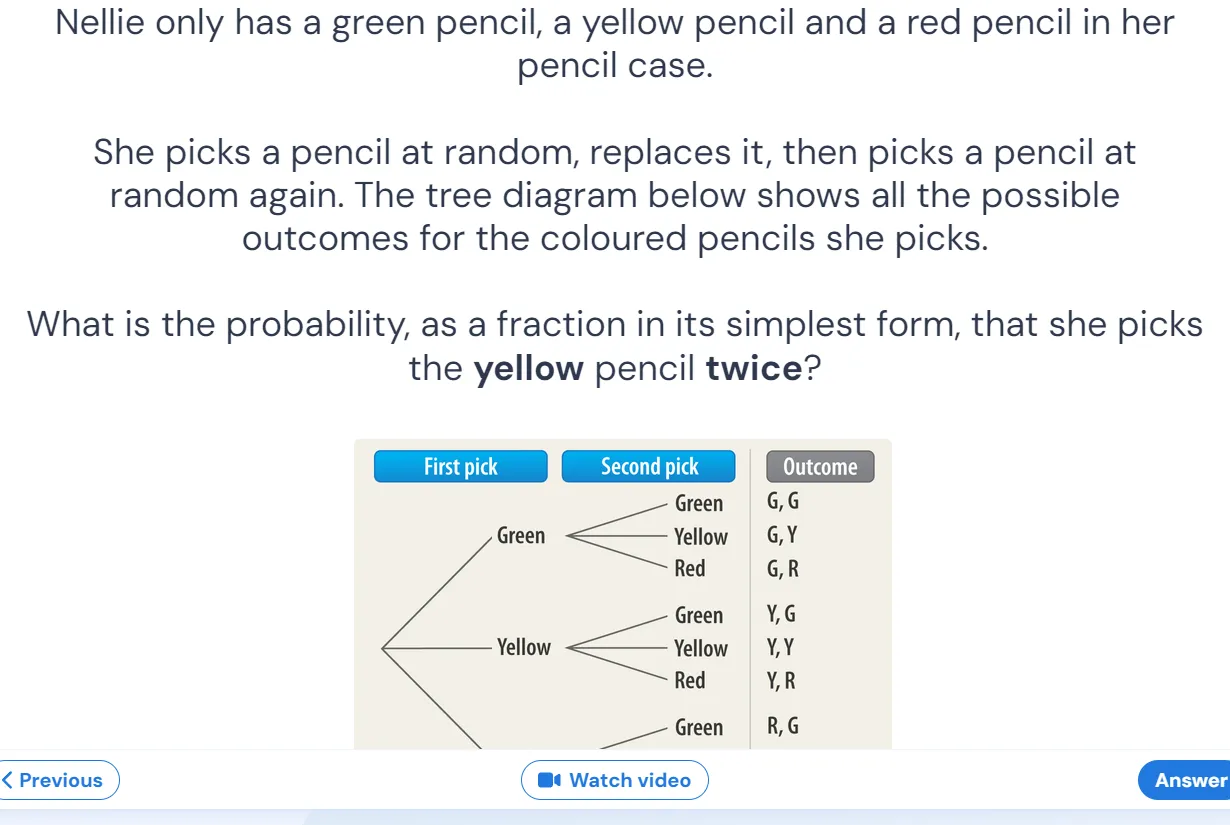 Nellie only has a green pencil, a yellow pencil and a red pencil in her
pencil case.
She picks a pencil at random, replaces it, then picks a pencil at
random again. The tree diagram below shows all the possible
outcomes for the coloured pencils she picks.
What is the probability, as a fraction in its simplest form, that she picks
the yellow pencil twice?
First pick Second pick Outcome
Green G, G
Green Yellow G, Y
Red G, R
Green Y, G
Yellow Yellow Y, Y
Red Y, R
Green R, G
Previous Watch video Answer